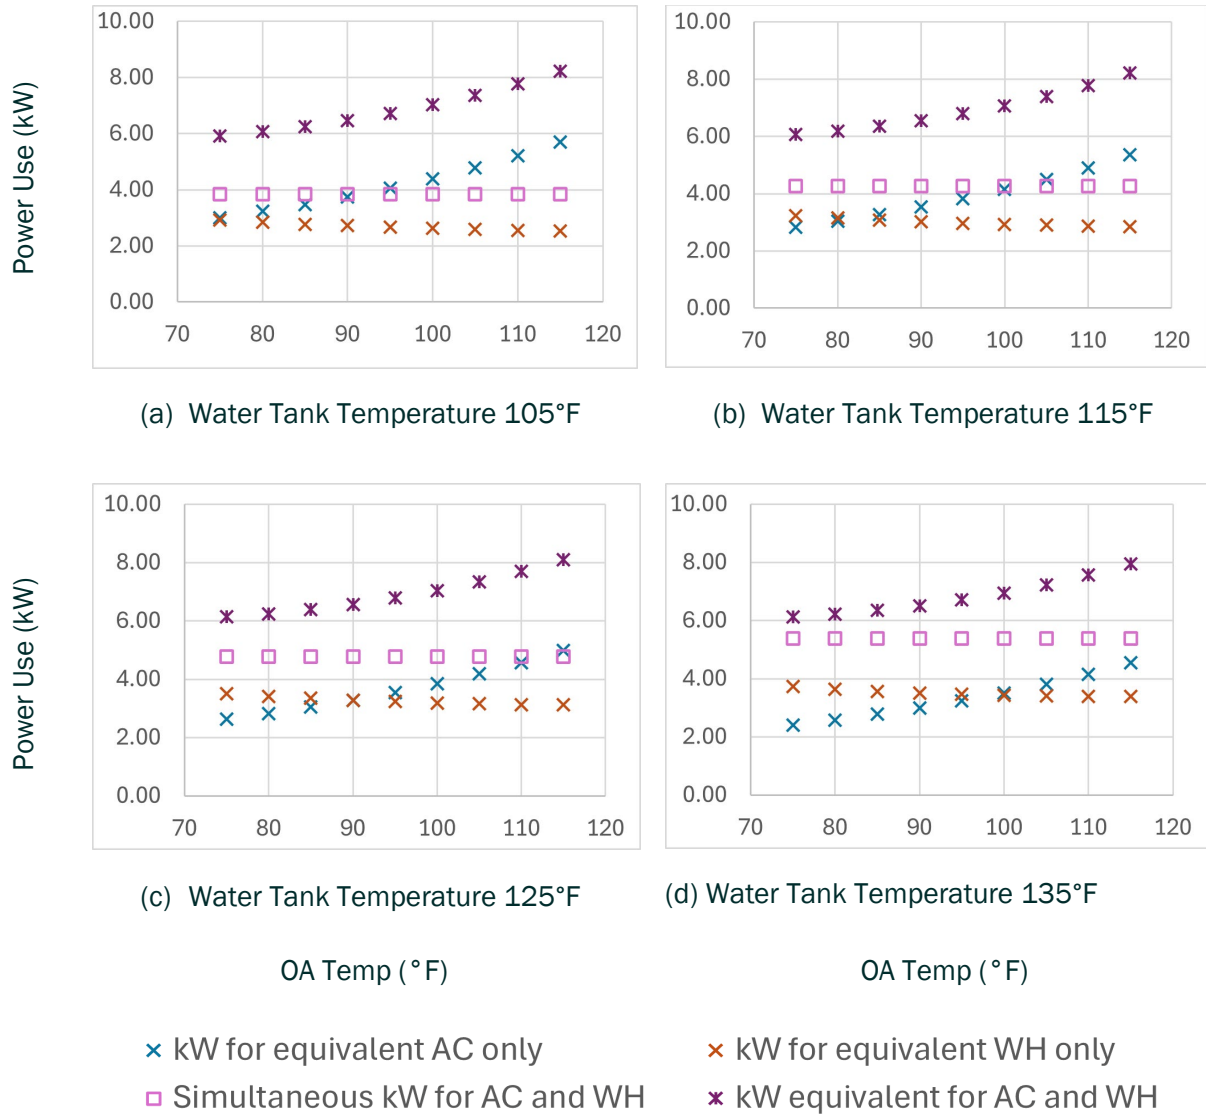 Power Use (kW)
10.00
8.00
6.00
4.00
2.00
0.00
70 80 90 100 110 120
(a) Water Tank Temperature 105°F
10.00
8.00
6.00
4.00
2.00
0.00
70 80 90 100 110 120
(b) Water Tank Temperature 115°F
Power Use (kW)
10.00
8.00
6.00
4.00
2.00
0.00
70 80 90 100 110 120
(c) Water Tank Temperature 125°F
10.00
8.00
6.00
4.00
2.00
0.00
70 80 90 100 110 120
(d) Water Tank Temperature 135°F
OA Temp (°F)
OA Temp (°F)
kW for equivalent AC only
kW for equivalent WH only
Simultaneous kW for AC and WH
kW equivalent for AC and WH